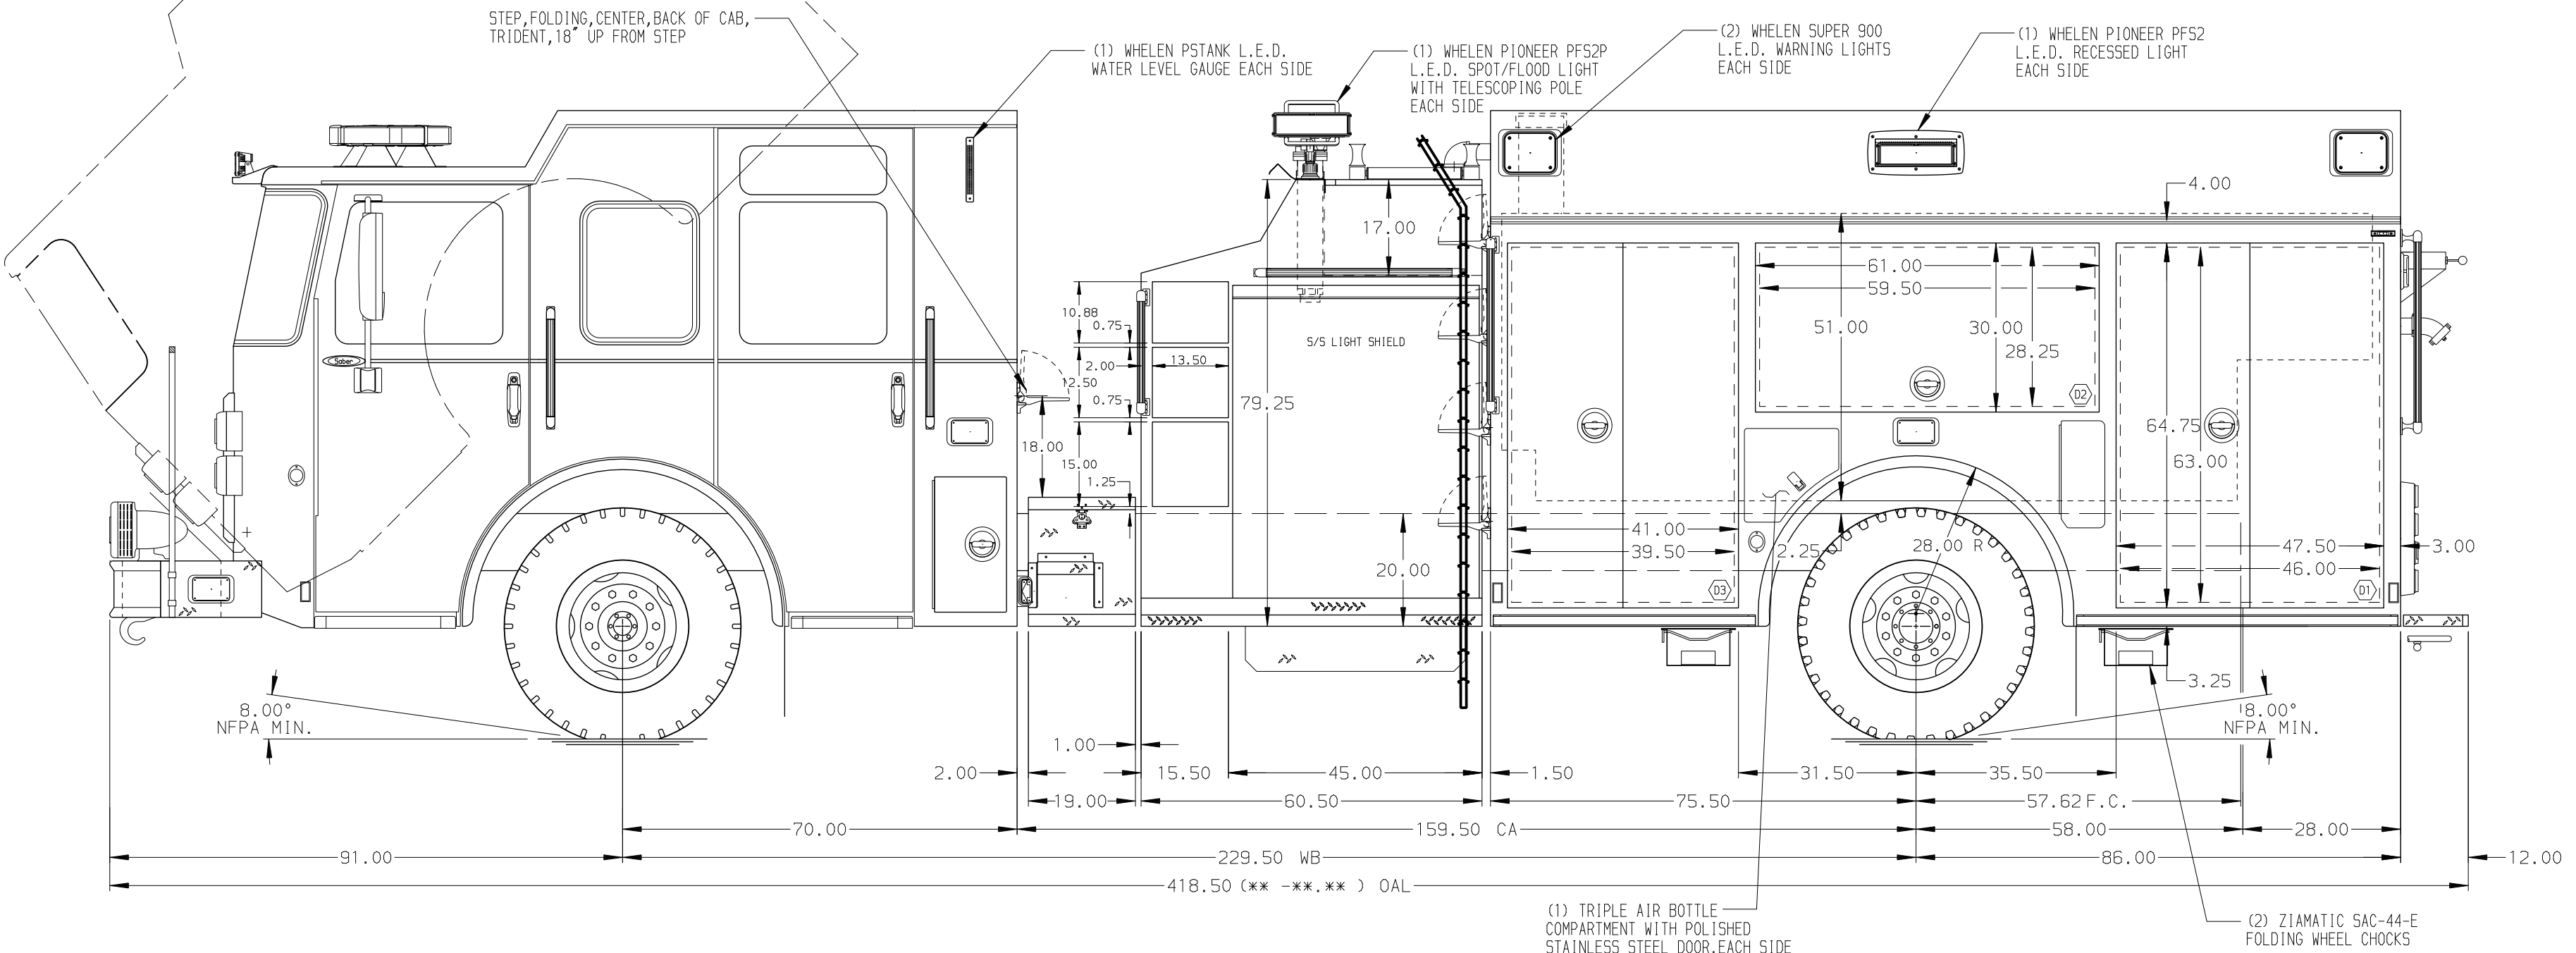 STEP,FOLDING,CENTER,BACK OF CAB,
TRIDENT,18" UP FROM STEP
(1) WHELEN PSTANK L.E.D.
WATER LEVEL GAUGE EACH SIDE
(1) WHELEN PIONEER PFS2P
L.E.D. SPOT/FLOOD LIGHT
WITH TELESCOPING POLE
EACH SIDE
(2) WHELEN SUPER 900
L.E.D. WARNING LIGHTS
EACH SIDE
(1) WHELEN PIONEER PFS2
L.E.D. RECESSED LIGHT
EACH SIDE
4.00
17.00
61.00
59.50
10.88
0.75
51.00
30.00
28.25
S/S LIGHT SHIELD
Saber
2.00
13.50
12.50
0.75
79.25
D2
64.75
63.00
18.00
15.00
1.25
41.00
39.50
2.25
28.00 R
47.50
46.00
3.00
20.00
D3
D1
3.25
8.00°
NFPA MIN.
8.00°
NFPA MIN.
1.00
2.00
15.50
45.00
1.50
31.50
35.50
19.00
60.50
75.50
57.62 F.C.
70.00
159.50 CA
58.00
28.00
91.00
229.50 WB
86.00
12.00
418.50 (** -**.** ) OAL
(1) TRIPLE AIR BOTTLE
COMPARTMENT WITH POLISHED
STAINLESS STEEL DOOR,EACH SIDE
(2) ZIAMATIC SAC-44-E
FOLDING WHEEL CHOCKS